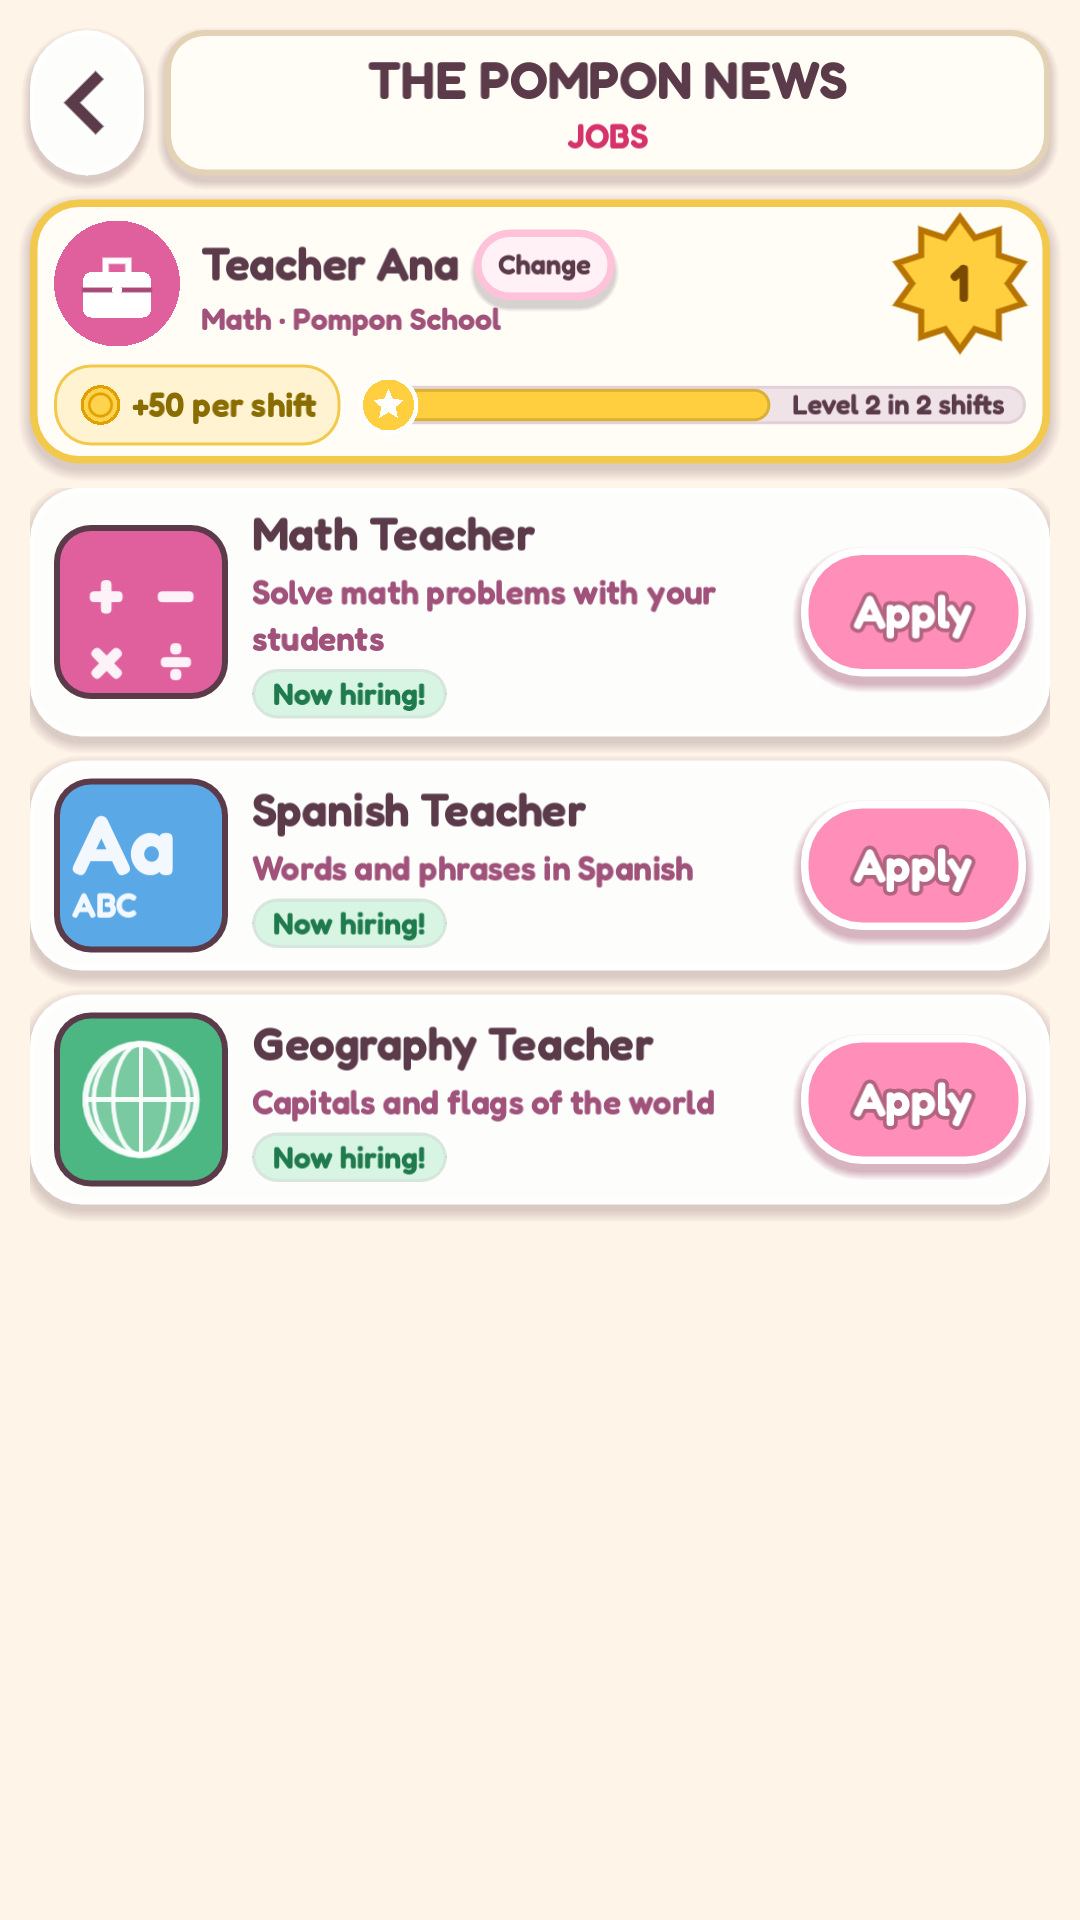 THE POMPON NEWS
JOBS
Teacher Ana
Change
1
Math · Pompon School
+50 per shift
Level 2 in 2 shifts
Math Teacher
Solve math problems with your
students
Now hiring!
Apply
Aa
ABC
Spanish Teacher
Words and phrases in Spanish
Now hiring!
Apply
Geography Teacher
Capitals and flags of the world
Now hiring!
Apply